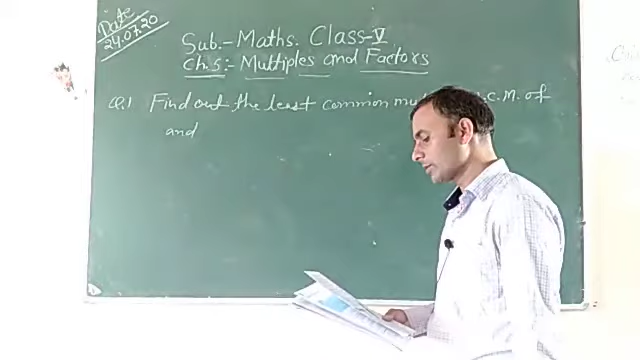 Date
24.07.20
Sub.- Maths. Class-V
Ch.5:- Multiples and Factors
Q.1 Find out the least common .C.M. of
and